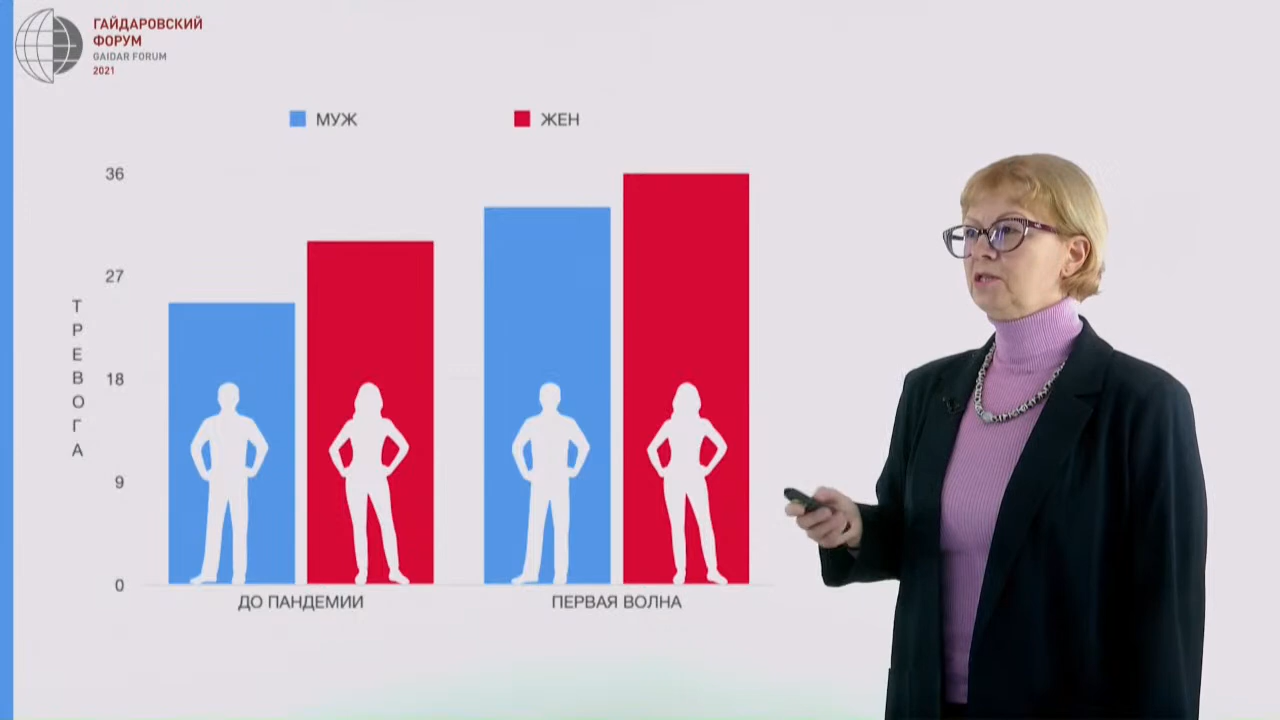 ГАЙДАРОВСКИЙ
ФОРУМ
GAIDAR FORUM
2021
МУЖ
ЖЕН
36
27
18
9
0
ТРЕВОГА
ДО ПАНДЕМИИ
ПЕРВАЯ ВОЛНА